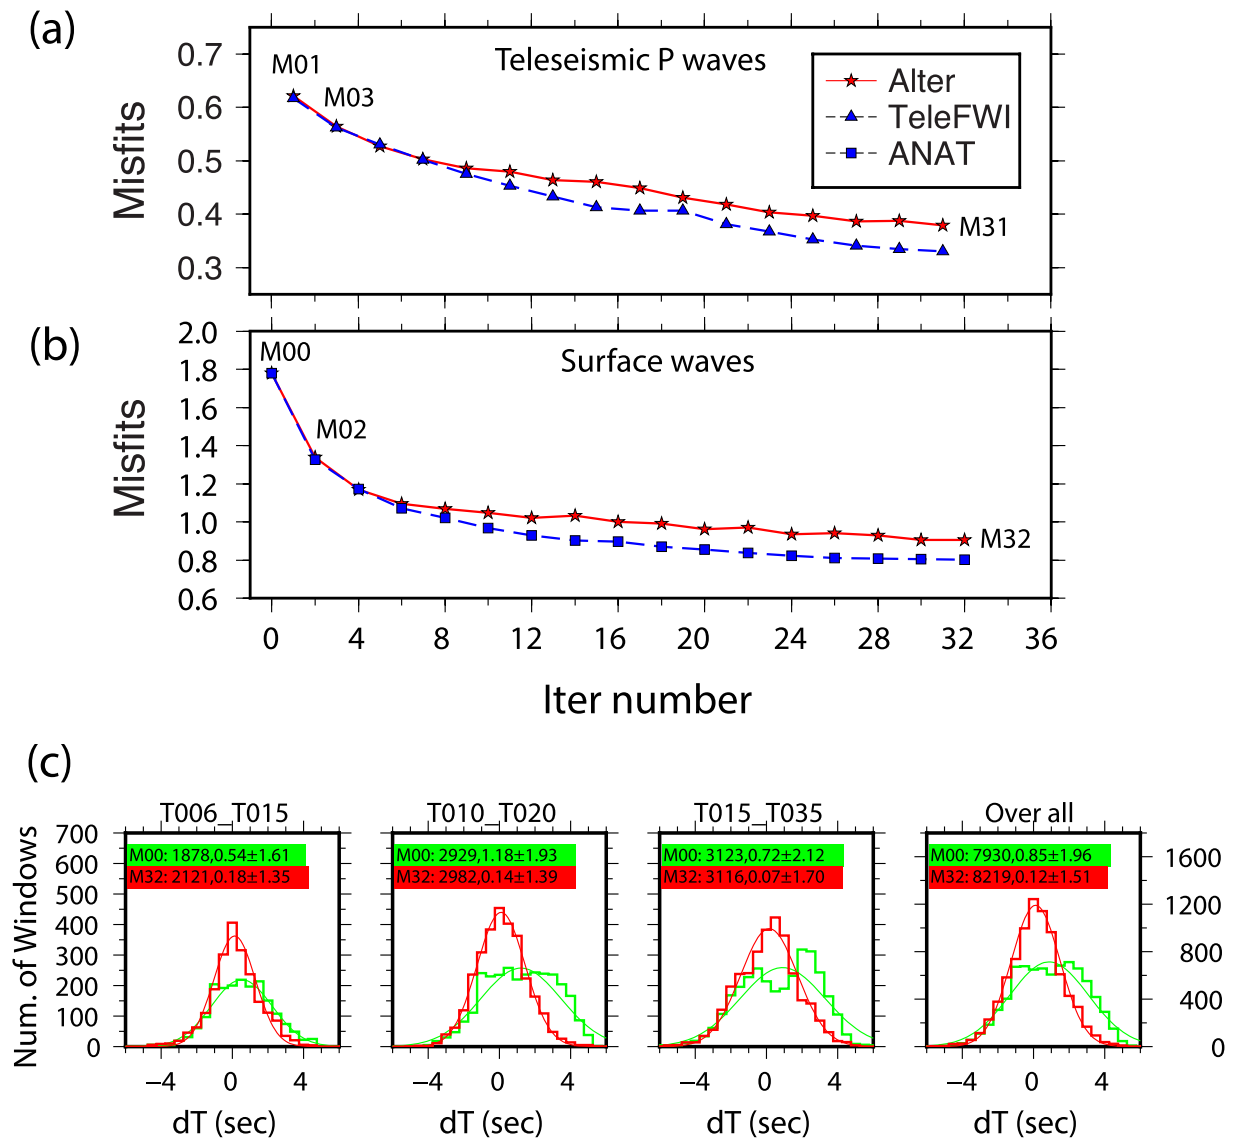 (a)
Teleseismic P waves
Misfits
0.7
0.6
0.5
0.4
0.3
M01
M03
M31
Alter
TeleFWI
ANAT
(b)
Surface waves
Misfits
2.0
1.8
1.6
1.4
1.2
1.0
0.8
0.6
M00
M02
M32
0 4 8 12 16 20 24 28 32 36
Iter number
(c)
Num. of Windows
700
600
500
400
300
200
100
0
T006_T015
M00: 1878,0.54±1.61
M32: 2121,0.18±1.35
−4 0 4
dT (sec)
T010_T020
M00: 2929,1.18±1.93
M32: 2982,0.14±1.39
−4 0 4
dT (sec)
T015_T035
M00: 3123,0.72±2.12
M32: 3116,0.07±1.70
−4 0 4
dT (sec)
Over all
M00: 7930,0.85±1.96
M32: 8219,0.12±1.51
−4 0 4
dT (sec)
1600
1200
800
400
0